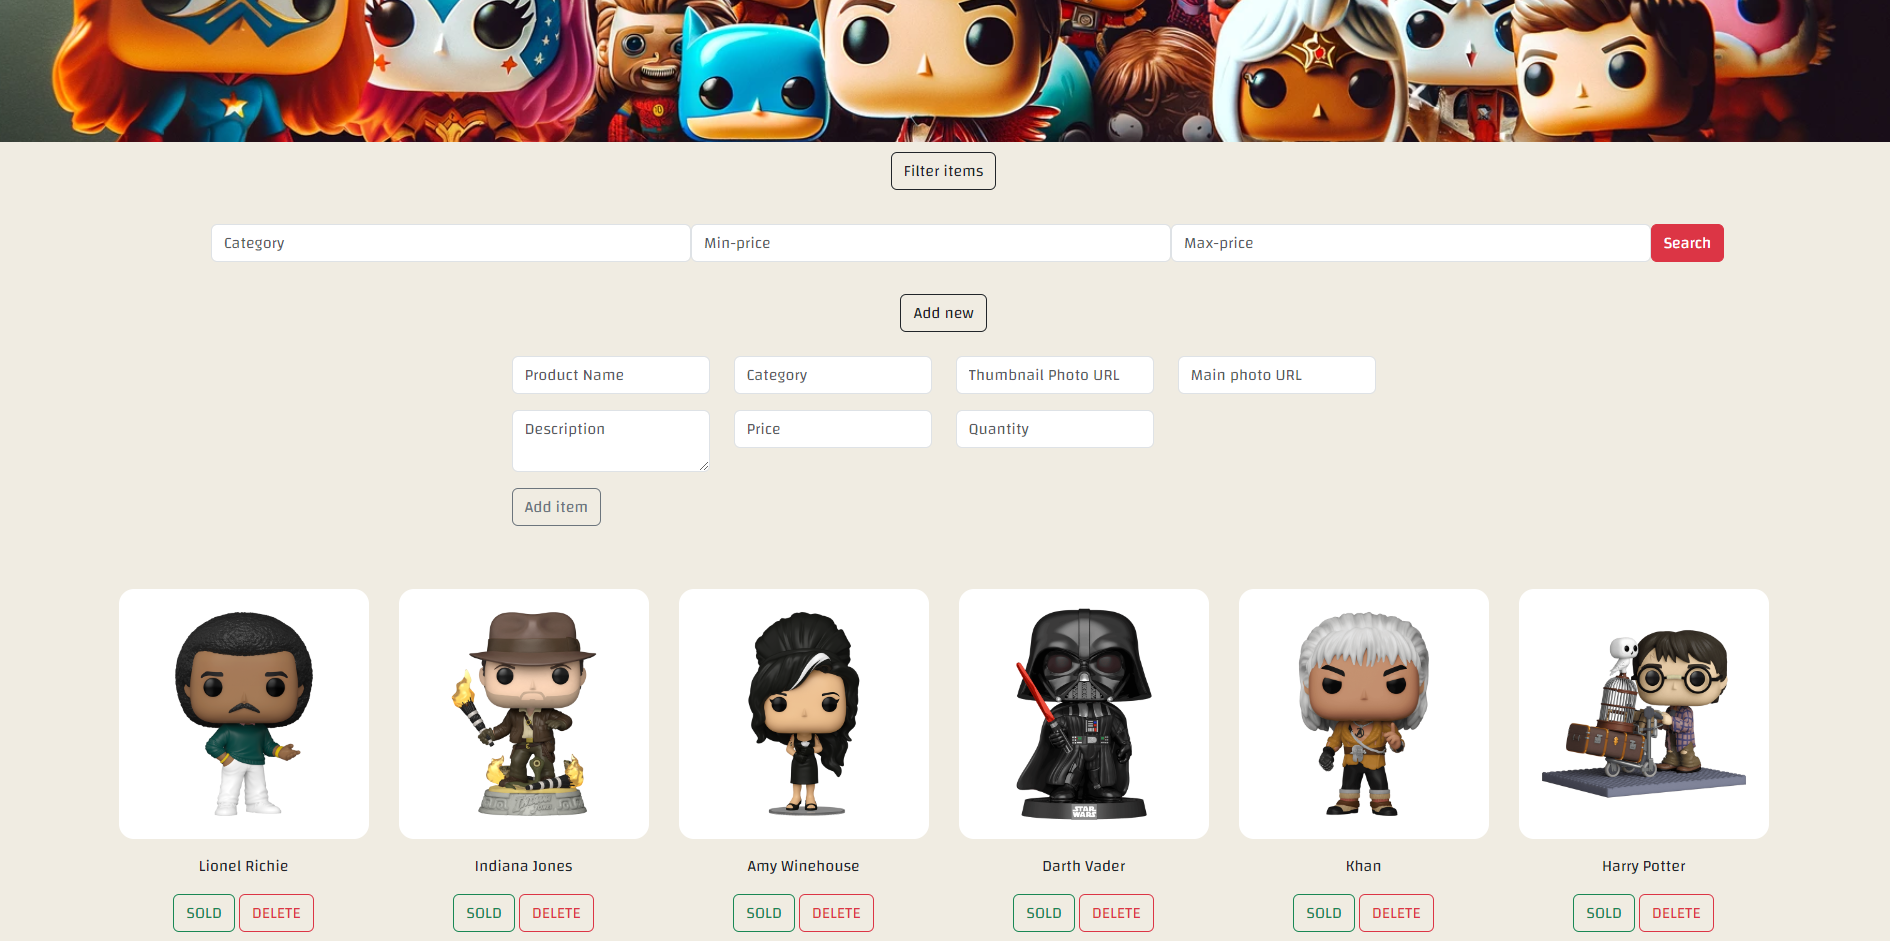 Filter items
Category Min-price Max-price Search
Add new
Product Name Category Thumbnail Photo URL Main photo URL
Description Price Quantity
Add item
STAR
WARS
Lionel Richie Indiana Jones Amy Winehouse Darth Vader Khan Harry Potter
SOLD DELETE SOLD DELETE SOLD DELETE SOLD DELETE SOLD DELETE SOLD DELETE